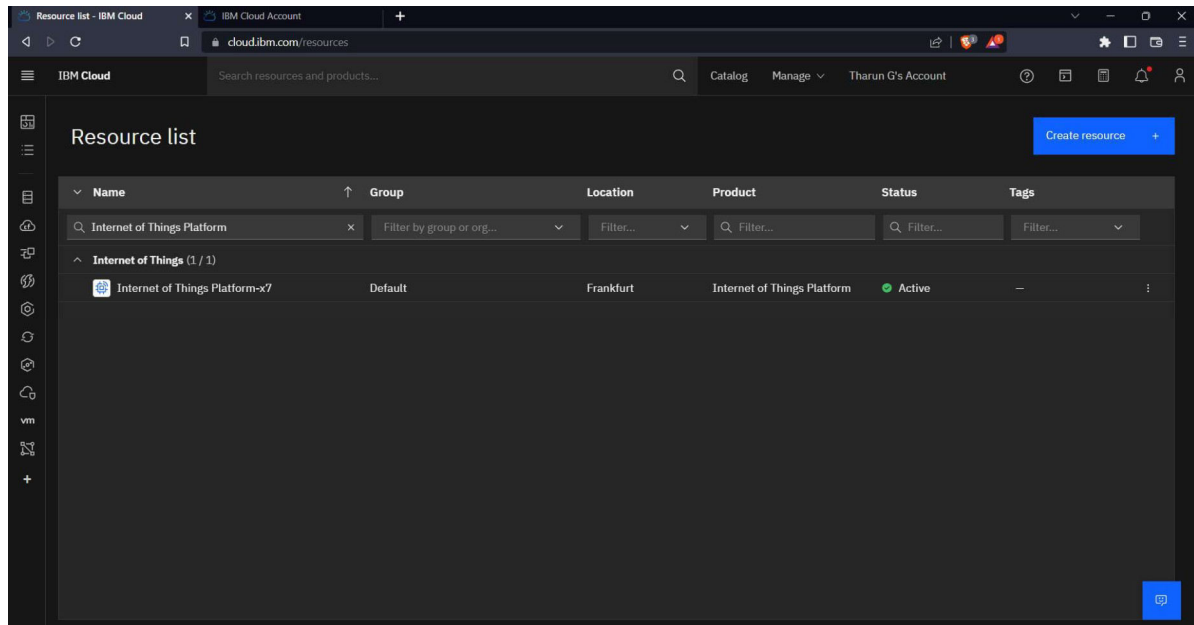 Resource list - IBM Cloud
IBM Cloud Account
cloud.ibm.com/resources
IBM Cloud
Search resources and products...
Catalog
Manage
Tharun G's Account
Resource list
Create resource +
Name
Group
Location
Product
Status
Tags
Internet of Things Platform
Filter by group or org...
Filter...
Filter...
Filter...
Filter...
Internet of Things (1 / 1)
Internet of Things Platform-x7
Default
Frankfurt
Internet of Things Platform
Active
–
vm